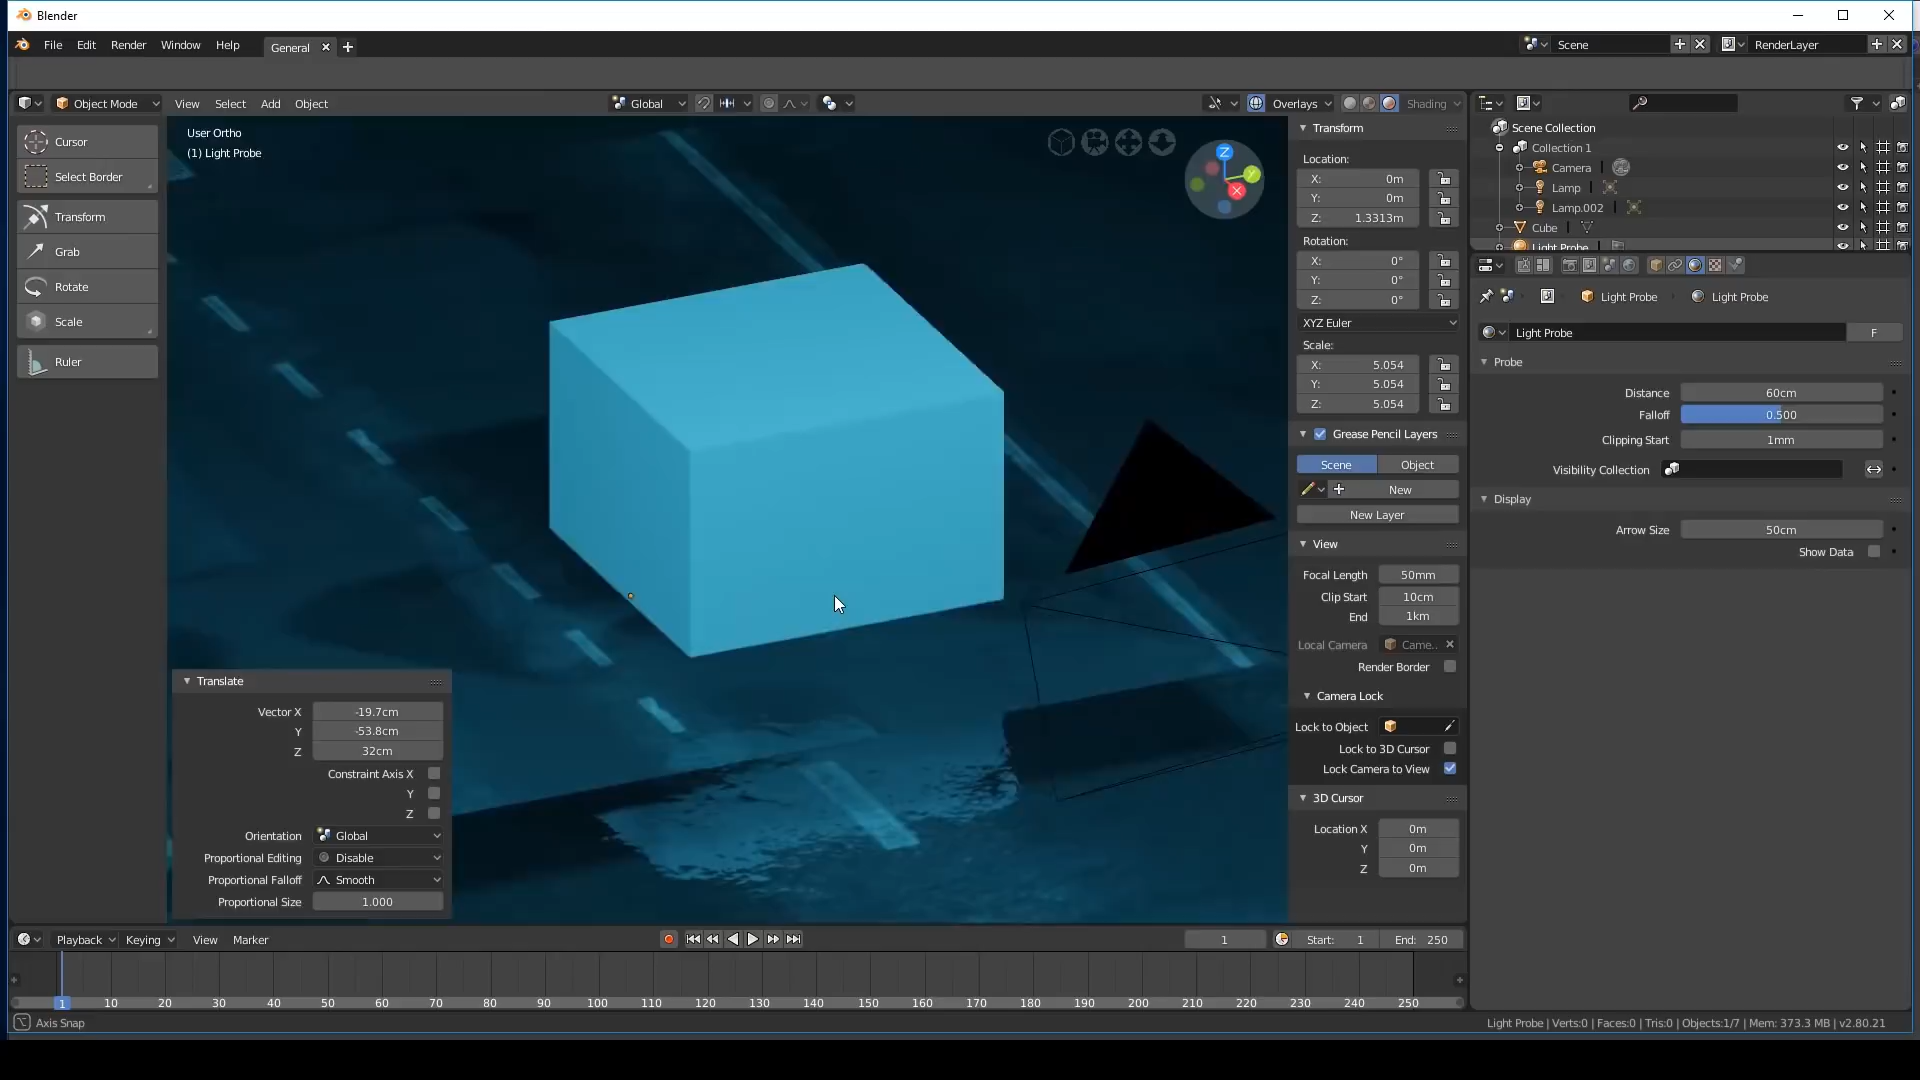 Blender
File Edit Render Window Help General Scene RenderLayer
Object Mode View Select Add Object Global Overlays Shading
User Ortho
(1) Light Probe
Cursor
Select Border
Transform
Grab
Rotate
Scale
Ruler
Z
Y
X
Translate
Vector X -19.7cm
Y -53.8cm
Z 32cm
Constraint Axis X
Y
Z
Orientation Global
Proportional Editing Disable
Proportional Falloff Smooth
Proportional Size 1.000
Transform
Location:
X: 0m
Y: 0m
Z: 1.3313m
Rotation:
X: 0°
Y: 0°
Z: 0°
XYZ Euler
Scale:
X: 5.054
Y: 5.054
Z: 5.054
Grease Pencil Layers
Scene Object
New
New Layer
View
Focal Length 50mm
Clip Start 10cm
End 1km
Local Camera Came..
Render Border
Camera Lock
Lock to Object
Lock to 3D Cursor
Lock Camera to View
3D Cursor
Location X 0m
Y 0m
Z 0m
Scene Collection
Collection 1
Camera
Lamp
Lamp.002
Cube
Light Probe
Light Probe Light Probe
Light Probe F
Probe
Distance 60cm
Falloff 0.500
Clipping Start 1mm
Visibility Collection
Display
Arrow Size 50cm
Show Data
Playback Keying View Marker 1 Start: 1 End: 250
1 10 20 30 40 50 60 70 80 90 100 110 120 130 140 150 160 170 180 190 200 210 220 230 240 250
Axis Snap
Light Probe | Verts:0 | Faces:0 | Tris:0 | Objects:1/7 | Mem: 373.3 MB | v2.80.21